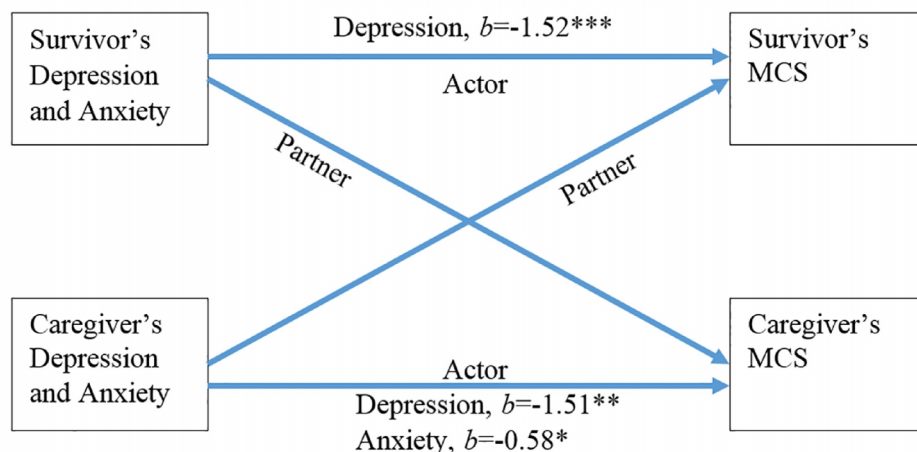 Survivor’s
Depression
and Anxiety
Depression, b=-1.52***
Actor
Survivor’s
MCS
Partner
Partner
Caregiver’s
Depression
and Anxiety
Actor
Depression, b=-1.51**
Anxiety, b=-0.58*
Caregiver’s
MCS